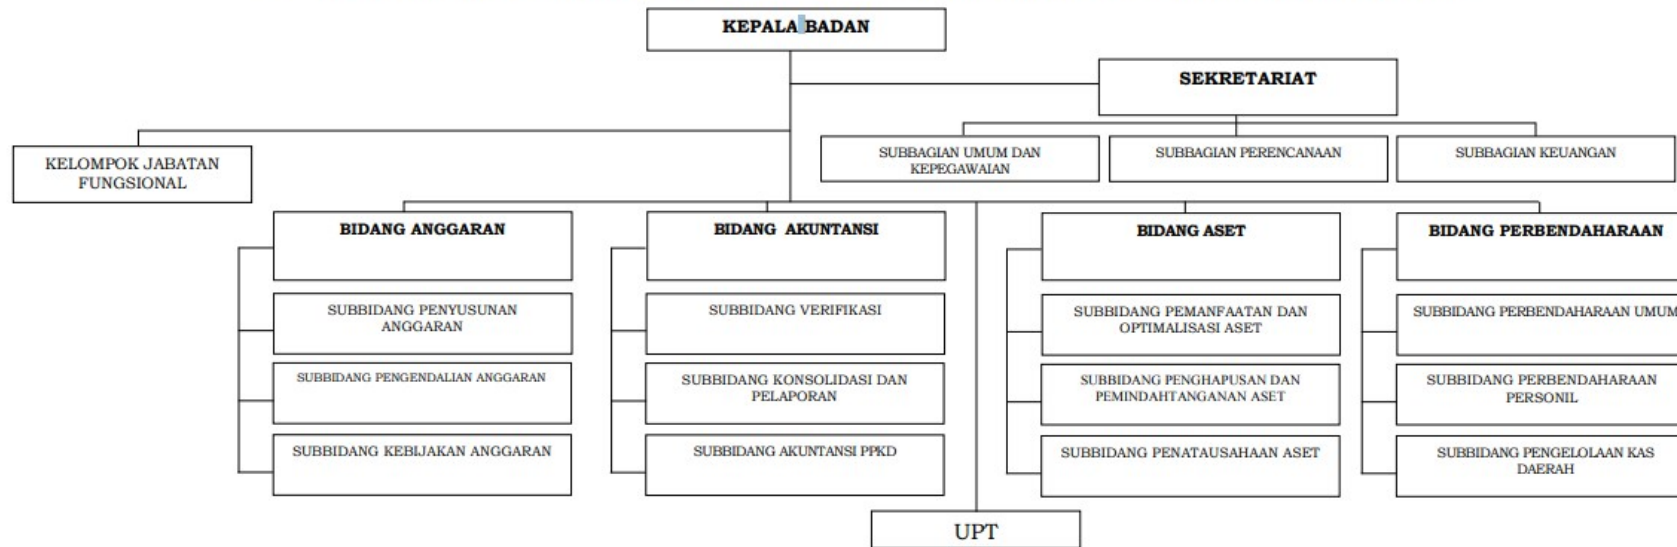 KEPALA BADAN
SEKRETARIAT
KELOMPOK JABATAN
FUNGSIONAL
SUBBAGIAN UMUM DAN
KEPEGAWAIAN
SUBBAGIAN PERENCANAAN
SUBBAGIAN KEUANGAN
BIDANG ANGGARAN
SUBBIDANG PENYUSUNAN
ANGGARAN
SUBBIDANG PENGENDALIAN ANGGARAN
SUBBIDANG KEBIJAKAN ANGGARAN
BIDANG AKUNTANSI
SUBBIDANG VERIFIKASI
SUBBIDANG KONSOLIDASI DAN
PELAPORAN
SUBBIDANG AKUNTANSI PPKD
BIDANG ASET
SUBBIDANG PEMANFAATAN DAN
OPTIMALISASI ASET
SUBBIDANG PENGHAPUSAN DAN
PEMINDAHTANGANAN ASET
SUBBIDANG PENATAUSAHAAN ASET
BIDANG PERBENDAHARAAN
SUBBIDANG PERBENDAHARAAN UMUM
SUBBIDANG PERBENDAHARAAN
PERSONIL
SUBBIDANG PENGELOLAAN KAS
DAERAH
UPT